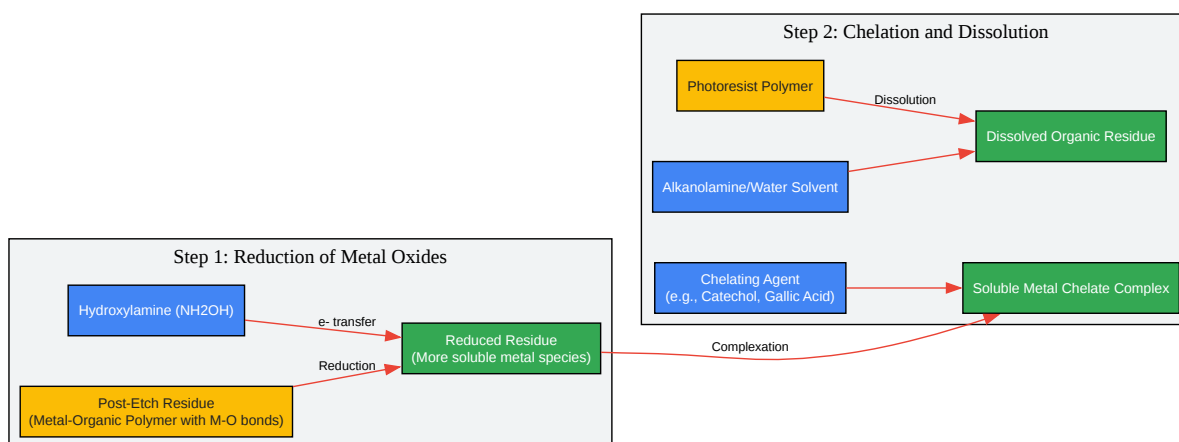 Step 2: Chelation and Dissolution
Photoresist Polymer
Dissolution
Dissolved Organic Residue
Alkanolamine/Water Solvent
Chelating Agent
(e.g., Catechol, Gallic Acid)
Soluble Metal Chelate Complex
Step 1: Reduction of Metal Oxides
Hydroxylamine (NH2OH)
e- transfer
Reduced Residue
(More soluble metal species)
Reduction
Post-Etch Residue
(Metal-Organic Polymer with M-O bonds)
Complexation